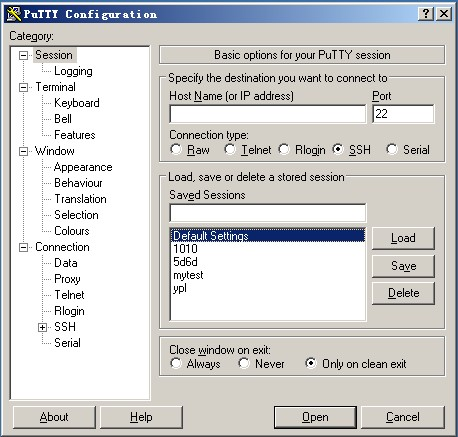 PuTTY Configuration
Category:
Session
Logging
Terminal
Keyboard
Bell
Features
Window
Appearance
Behaviour
Translation
Selection
Colours
Connection
Data
Proxy
Telnet
Rlogin
SSH
Serial
Basic options for your PuTTY session
Specify the destination you want to connect to
Host Name (or IP address) Port
22
Connection type:
Raw Telnet Rlogin SSH Serial
Load, save or delete a stored session
Saved Sessions
Default Settings
1010
5d6d
mytest
ypl
Load
Save
Delete
Close window on exit:
Always Never Only on clean exit
About Help Open Cancel